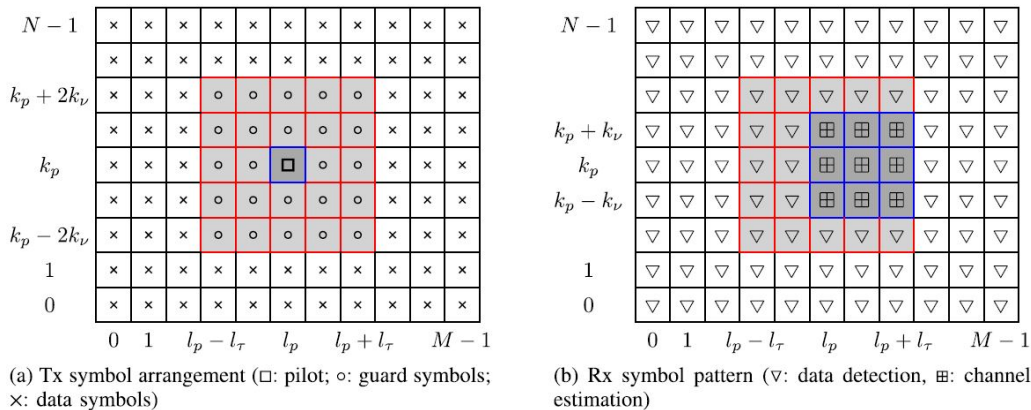 N − 1
k_p + 2k_ν
k_p
k_p − 2k_ν
1
0
0 1 l_p − l_τ l_p l_p + l_τ M − 1
(a) Tx symbol arrangement (□: pilot; ○: guard symbols;
×: data symbols)
N − 1
k_p + k_ν
k_p
k_p − k_ν
1
0
0 1 l_p − l_τ l_p l_p + l_τ M − 1
(b) Rx symbol pattern (▽: data detection, ⊞: channel
estimation)